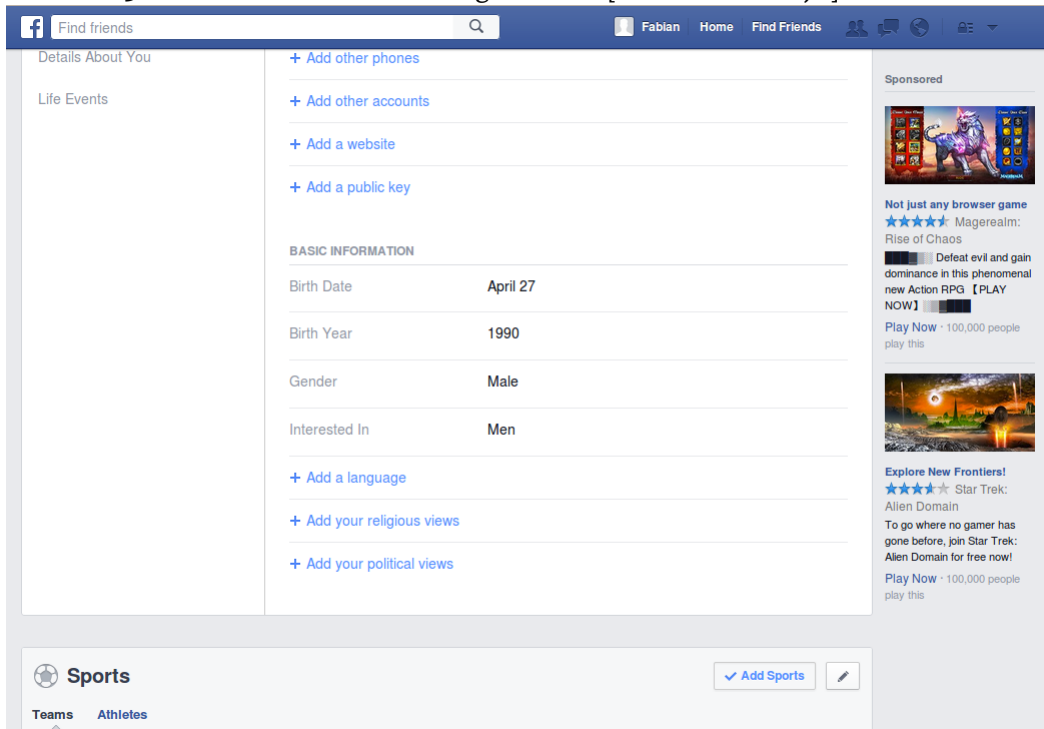 f
Find friends
Fabian Home Find Friends
Details About You
Life Events
+ Add other phones
+ Add other accounts
+ Add a website
+ Add a public key
BASIC INFORMATION
Birth Date April 27
Birth Year 1990
Gender Male
Interested In Men
+ Add a language
+ Add your religious views
+ Add your political views
Sports
Add Sports
Teams Athletes
Sponsored
Not just any browser game
Magerealm:
Rise of Chaos
Defeat evil and gain
dominance in this phenomenal
new Action RPG 【PLAY
NOW】
Play Now · 100,000 people
play this
Explore New Frontiers!
Star Trek:
Alien Domain
To go where no gamer has
gone before, join Star Trek:
Alien Domain for free now!
Play Now · 100,000 people
play this